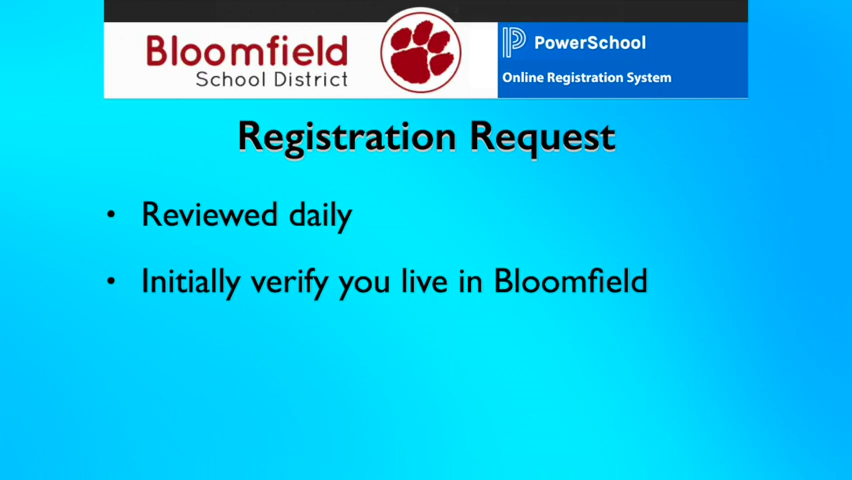 Bloomfield
School District
PowerSchool
Online Registration System
Registration Request
• Reviewed daily
• Initially verify you live in Bloomfield